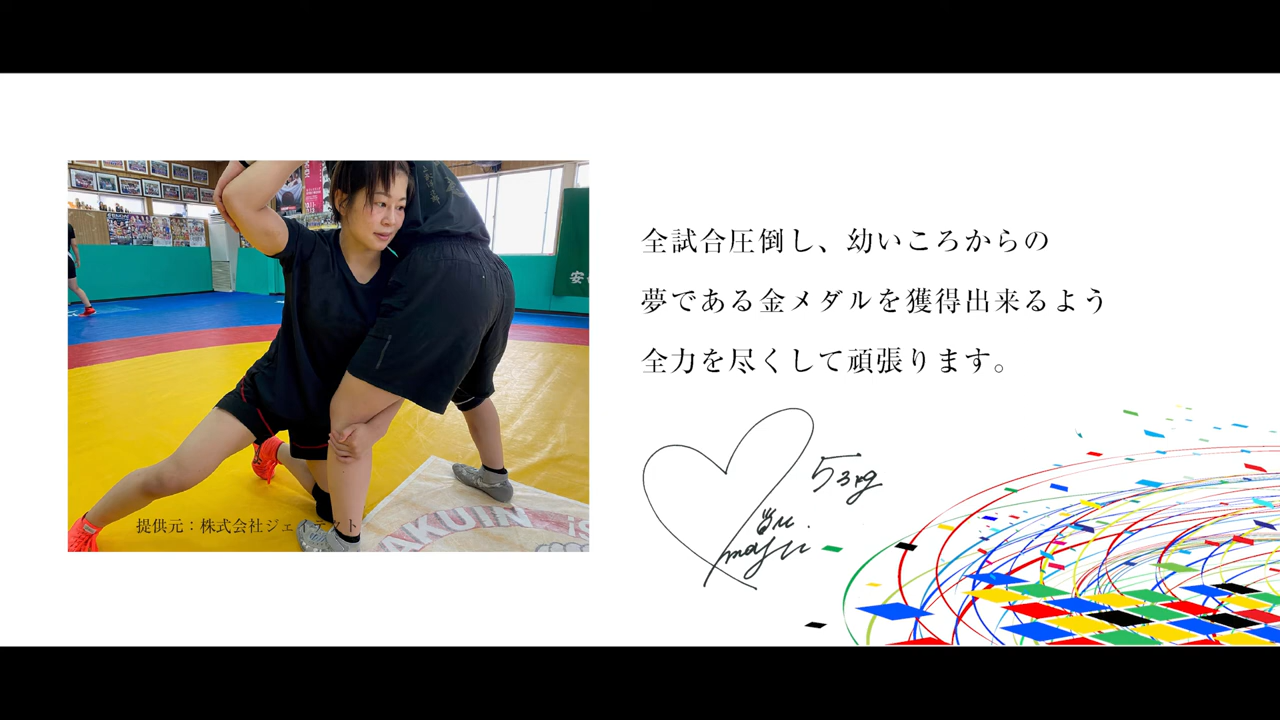 全試合圧倒し、幼いころからの
夢である金メダルを獲得出来るよう
全力を尽くして頑張ります。
53kg
提供元：株式会社ジェイテクト
AKUIN
安